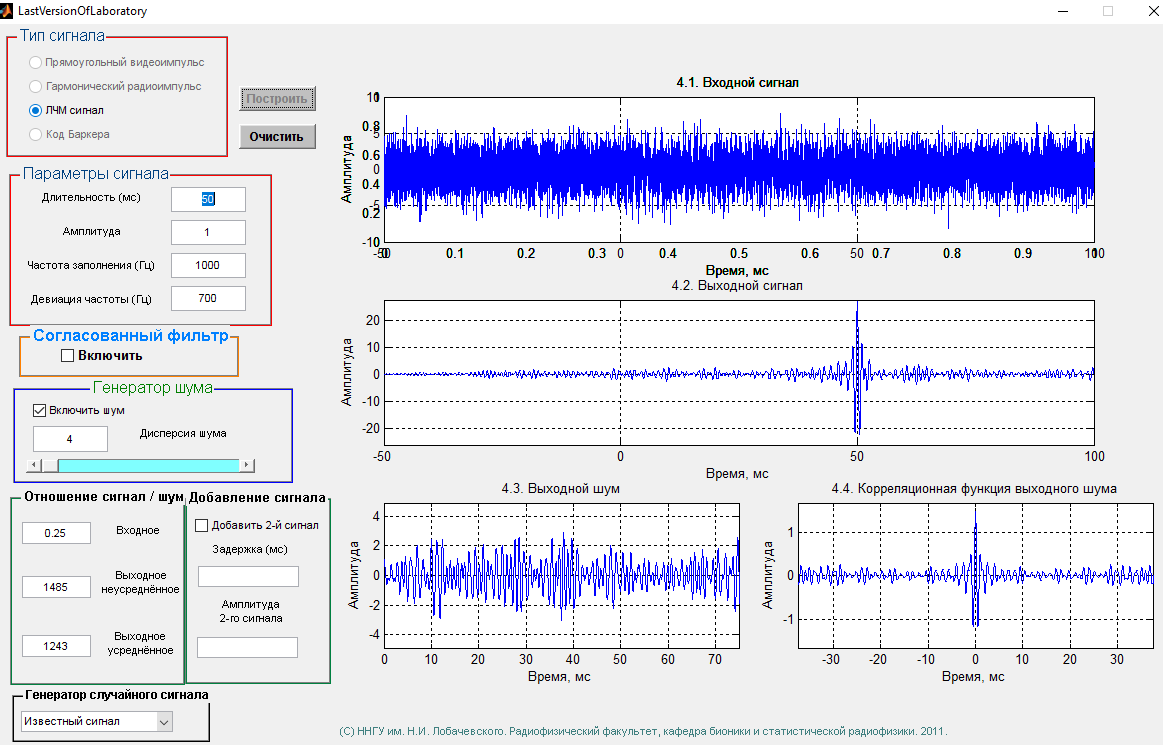 LastVersionOfLaboratory
Тип сигнала
Прямоугольный видеоимпульс
Гармонический радиоимпульс
ЛЧМ сигнал
Код Баркера
Построить
Очистить
Параметры сигнала
Длительность (мс)
50
Амплитуда
1
Частота заполнения (Гц)
1000
Девиация частоты (Гц)
700
Согласованный фильтр
Включить
Генератор шума
Включить шум
4
Дисперсия шума
Отношение сигнал / шум
0.25
Входное
1485
Выходное
неусреднённое
1243
Выходное
усреднённое
Добавление сигнала
Добавить 2-й сигнал
Задержка (мс)
Амплитуда
2-го сигнала
Генератор случайного сигнала
Известный сигнал
4.1. Входной сигнал
Амплитуда
10
1
0.8
5
0.6
0
0.4
-5
0.2
-10
-50
0
0.1
0.2
0.3
0
0.4
0.5
0.6
50
0.7
0.8
0.9
100
1
Время, мс
4.2. Выходной сигнал
Амплитуда
20
10
0
-10
-20
-50
0
50
100
Время, мс
4.3. Выходной шум
Амплитуда
4
2
0
-2
-4
0
10
20
30
40
50
60
70
Время, мс
4.4. Корреляционная функция выходного шума
Амплитуда
1
0
-1
-30
-20
-10
0
10
20
30
Время, мс
(C) ННГУ им. Н.И. Лобачевского. Радиофизический факультет, кафедра бионики и статистической радиофизики. 2011.